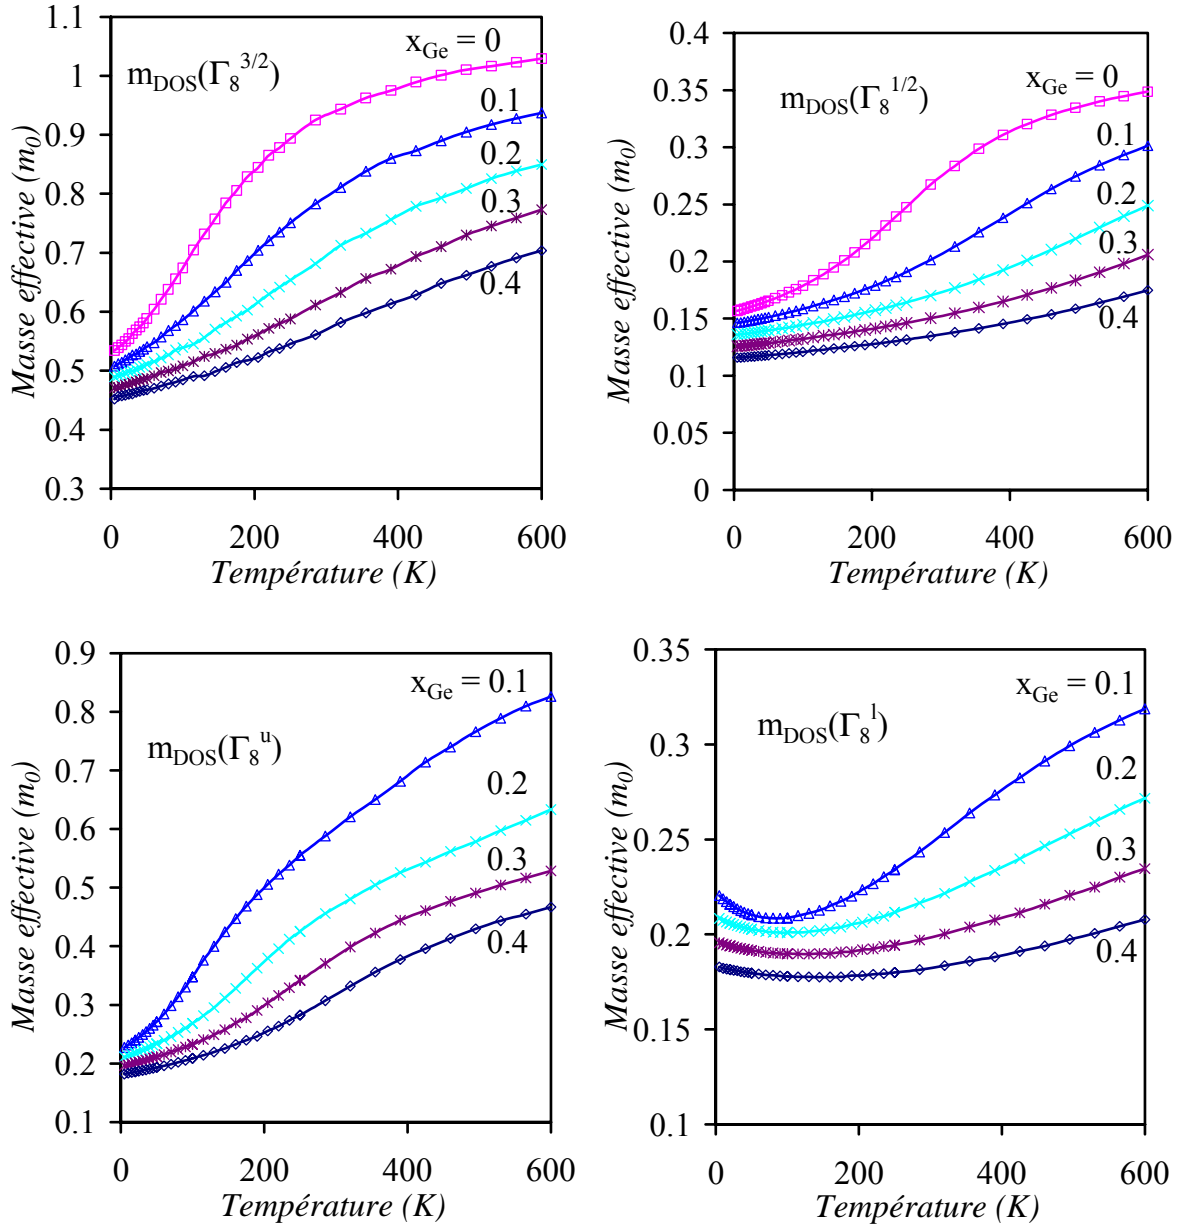 1.1
1
0.9
0.8
0.7
0.6
0.5
0.4
0.3
Masse effective (m0)
mDOS(Γ8^3/2)
xGe = 0
0.1
0.2
0.3
0.4
0 200 400 600
Température (K)
0.4
0.35
0.3
0.25
0.2
0.15
0.1
0.05
0
Masse effective (m0)
mDOS(Γ8^1/2)
xGe = 0
0.1
0.2
0.3
0.4
0 200 400 600
Température (K)
0.9
0.8
0.7
0.6
0.5
0.4
0.3
0.2
0.1
Masse effective (m0)
xGe = 0.1
mDOS(Γ8^u)
0.2
0.3
0.4
0 200 400 600
Température (K)
0.35
0.3
0.25
0.2
0.15
0.1
Masse effective (m0)
xGe = 0.1
mDOS(Γ8^l)
0.2
0.3
0.4
0 200 400 600
Température (K)